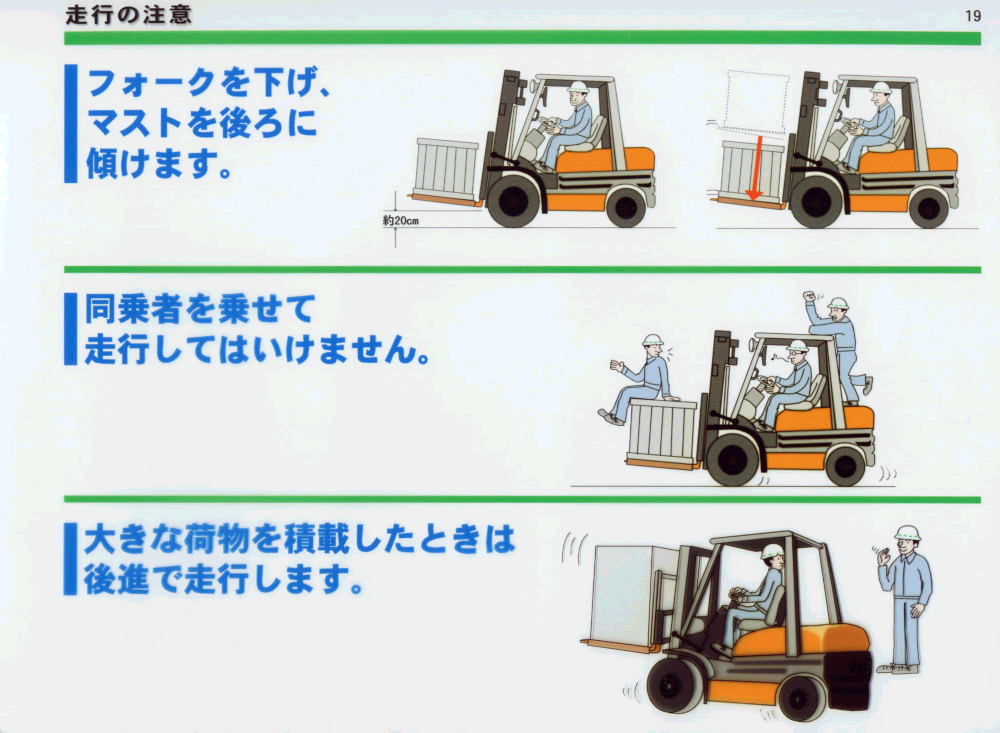 走行の注意
19
フォークを下げ、
マストを後ろに
傾けます。
約20cm
同乗者を乗せて
走行してはいけません。
大きな荷物を積載したときは
後進で走行します。